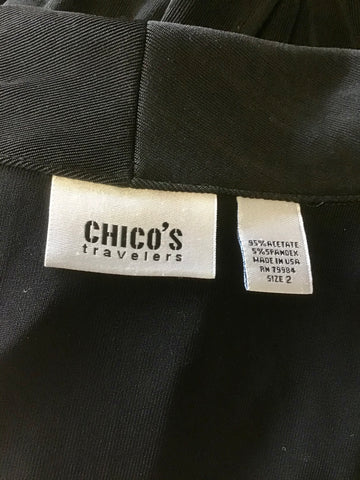 CHICO'S
travelers
95% ACETATE
5% SPANDEX
MADE IN USA
RN 79984
SIZE 2